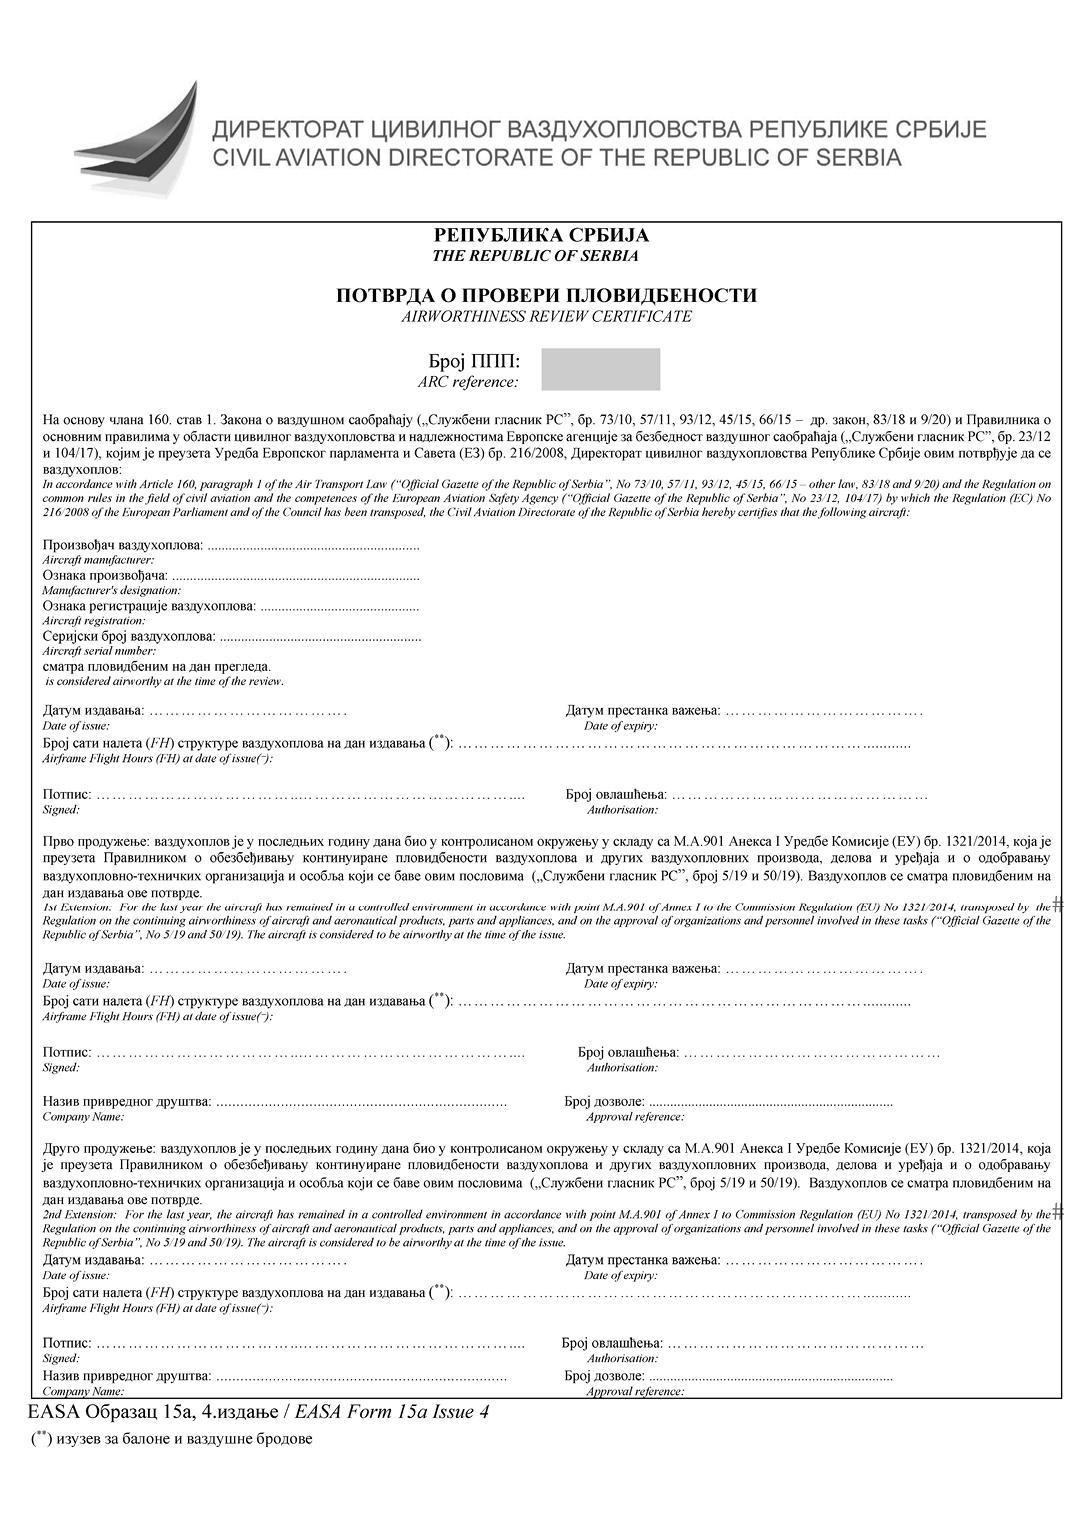 ДИРЕКТОРАТ ЦИВИЛНОГ ВАЗДУХОПЛОВСТВА РЕПУБЛИКЕ СРБИЈЕ
CIVIL AVIATION DIRECTORATE OF THE REPUBLIC OF SERBIA
РЕПУБЛИКА СРБИЈА
THE REPUBLIC OF SERBIA
ПОТВРДА О ПРОВЕРИ ПЛОВИДБЕНОСТИ
AIRWORTHINESS REVIEW CERTIFICATE
Број ППП:
ARC reference:
На основу члана 160. став 1. Закона о ваздушном саобраћају („Службени гласник РС”, бр. 73/10, 57/11, 93/12, 45/15, 66/15 – др. закон, 83/18 и 9/20) и Правилника о
основним правилима у области цивилног ваздухопловства и надлежностима Европске агенције за безбедност ваздушног саобраћаја („Службени гласник РС”, бр. 23/12
и 104/17), којим је преузета Уредба Европског парламента и Савета (ЕЗ) бр. 216/2008, Директорат цивилног ваздухопловства Републике Србије овим потврђује да се
ваздухоплов:
In accordance with Article 160, paragraph 1 of the Air Transport Law (“Official Gazette of the Republic of Serbia”, No 73/10, 57/11, 93/12, 45/15, 66/15 – other law, 83/18 and 9/20) and the Regulation on
common rules in the field of civil aviation and the competences of the European Aviation Safety Agency (“Official Gazette of the Republic of Serbia”, No 23/12, 104/17) by which the Regulation (EC) No
216/2008 of the European Parliament and of the Council has been transposed, the Civil Aviation Directorate of the Republic of Serbia hereby certifies that the following aircraft:
Произвођач ваздухоплова: ............................................................
Aircraft manufacturer:
Ознака произвођача: ......................................................................
Manufacturer's designation:
Ознака регистрације ваздухоплова: .............................................
Aircraft registration:
Серијски број ваздухоплова: .........................................................
Aircraft serial number:
сматра пловидбеним на дан прегледа.
is considered airworthy at the time of the review.
Датум издавања: ………………………………. Датум престанка важења: ……………………………….
Date of issue: Date of expiry:
Број сати налета (FH) структуре ваздухоплова на дан издавања (**): …………………………………………………………………............
Airframe Flight Hours (FH) at date of issue(**):
Потпис: ………………………………..………………………………….... Број овлашћења: …………………………………………
Signed: Authorisation:
Прво продужење: ваздухоплов је у последњих годину дана био у контролисаном окружењу у складу са М.А.901 Анекса I Уредбе Комисије (ЕУ) бр. 1321/2014, која је
преузета Правилником о обезбеђивању континуиране пловидбености ваздухоплова и других ваздухопловних производа, делова и уређаја и о одобравању
ваздухопловно-техничких организација и особља који се баве овим пословима („Службени гласник РС”, број 5/19 и 50/19). Ваздухоплов се сматра пловидбеним на
дан издавања ове потврде.
1st Extension: For the last year the aircraft has remained in a controlled environment in accordance with point M.A.901 of Annex I to the Commission Regulation (EU) No 1321/2014, transposed by the #
Regulation on the continuing airworthiness of aircraft and aeronautical products, parts and appliances, and on the approval of organizations and personnel involved in these tasks (“Official Gazette of the
Republic of Serbia”, No 5/19 and 50/19). The aircraft is considered to be airworthy at the time of the issue.
Датум издавања: ………………………………. Датум престанка важења: ……………………………….
Date of issue: Date of expiry:
Број сати налета (FH) структуре ваздухоплова на дан издавања (**): …………………………………………………………………............
Airframe Flight Hours (FH) at date of issue(**):
Потпис: ………………………………..………………………………….... Број овлашћења: …………………………………………
Signed: Authorisation:
Назив привредног друштва: ................................................................................. Број дозволе: .....................................................................
Company Name: Approval reference:
Друго продужење: ваздухоплов је у последњих годину дана био у контролисаном окружењу у складу са М.А.901 Анекса I Уредбе Комисије (ЕУ) бр. 1321/2014, која
је преузета Правилником о обезбеђивању континуиране пловидбености ваздухоплова и других ваздухопловних производа, делова и уређаја и о одобравању
ваздухопловно-техничких организација и особља који се баве овим пословима („Службени гласник РС”, број 5/19 и 50/19). Ваздухоплов се сматра пловидбеним на
дан издавања ове потврде.
2nd Extension: For the last year, the aircraft has remained in a controlled environment in accordance with point M.A.901 of Annex I to Commission Regulation (EU) No 1321/2014, transposed by the #
Regulation on the continuing airworthiness of aircraft and aeronautical products, parts and appliances, and on the approval of organizations and personnel involved in these tasks (“Official Gazette of the
Republic of Serbia”, No 5/19 and 50/19). The aircraft is considered to be airworthy at the time of the issue.
Датум издавања: ………………………………. Датум престанка важења: ……………………………….
Date of issue: Date of expiry:
Број сати налета (FH) структуре ваздухоплова на дан издавања (**): …………………………………………………………………............
Airframe Flight Hours (FH) at date of issue(**):
Потпис: ………………………………..………………………………….... Број овлашћења: …………………………………………
Signed: Authorisation:
Назив привредног друштва: ................................................................................. Број дозволе: .....................................................................
Company Name: Approval reference:
EASA Образац 15а, 4.издање / EASA Form 15a Issue 4
(**) изузев за балоне и ваздушне бродове